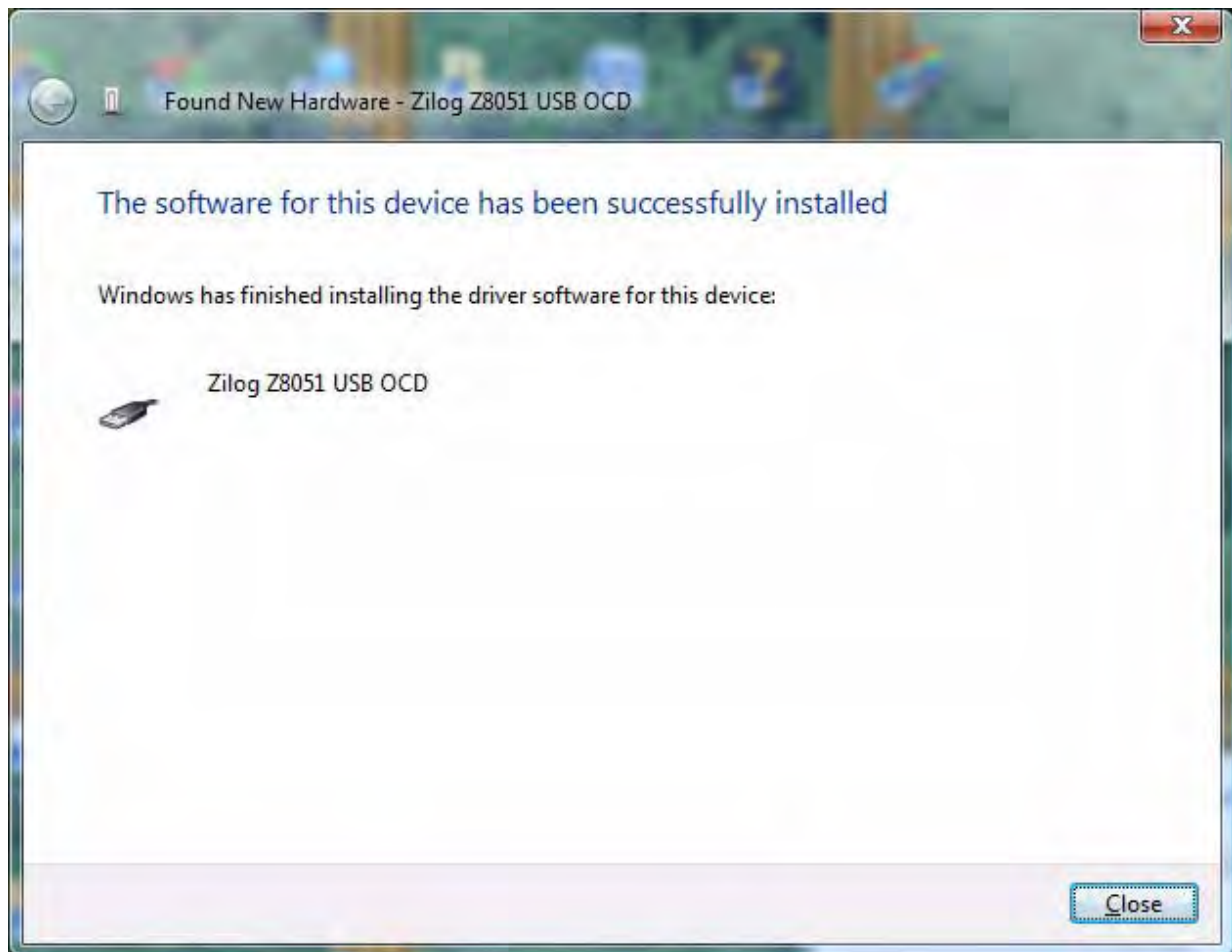 Found New Hardware - Zilog Z8051 USB OCD
The software for this device has been successfully installed
Windows has finished installing the driver software for this device:
Zilog Z8051 USB OCD
Close